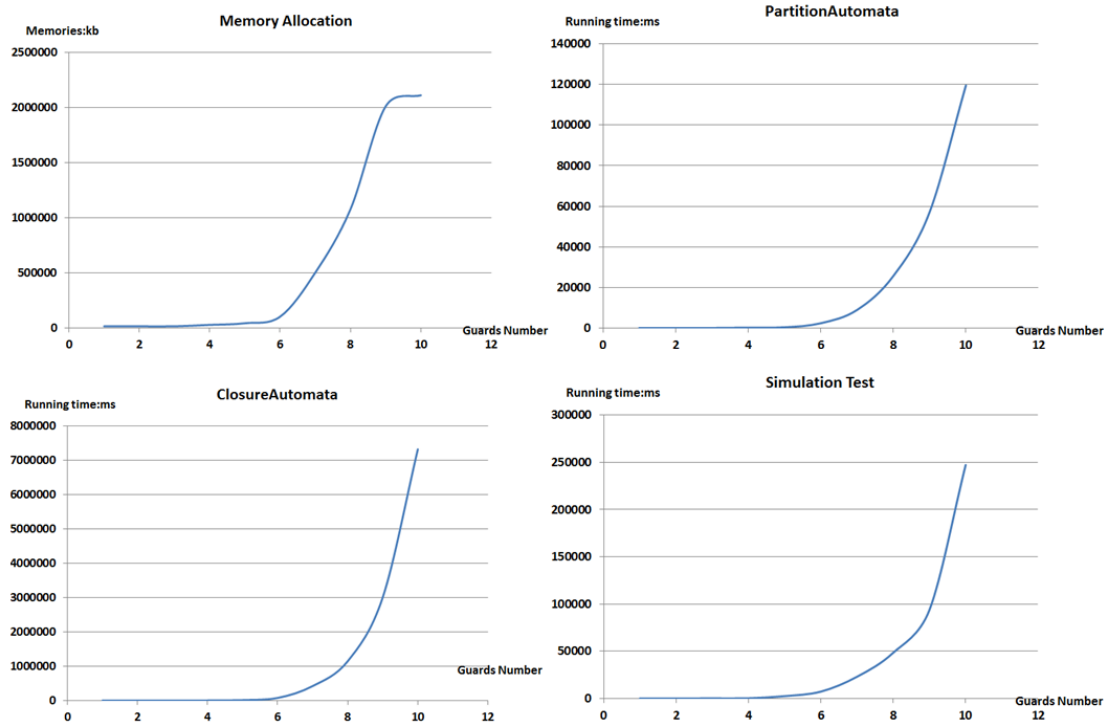 Memory Allocation
Memories:kb
2500000
2000000
1500000
1000000
500000
0
Guards Number
0 2 4 6 8 10 12
PartitionAutomata
Running time:ms
140000
120000
100000
80000
60000
40000
20000
0
Guards Number
0 2 4 6 8 10 12
ClosureAutomata
Running time:ms
8000000
7000000
6000000
5000000
4000000
3000000
2000000
1000000
Guards Number
0
0 2 4 6 8 10 12
Simulation Test
Running time:ms
300000
250000
200000
150000
100000
50000
0
Guards Number
0 2 4 6 8 10 12